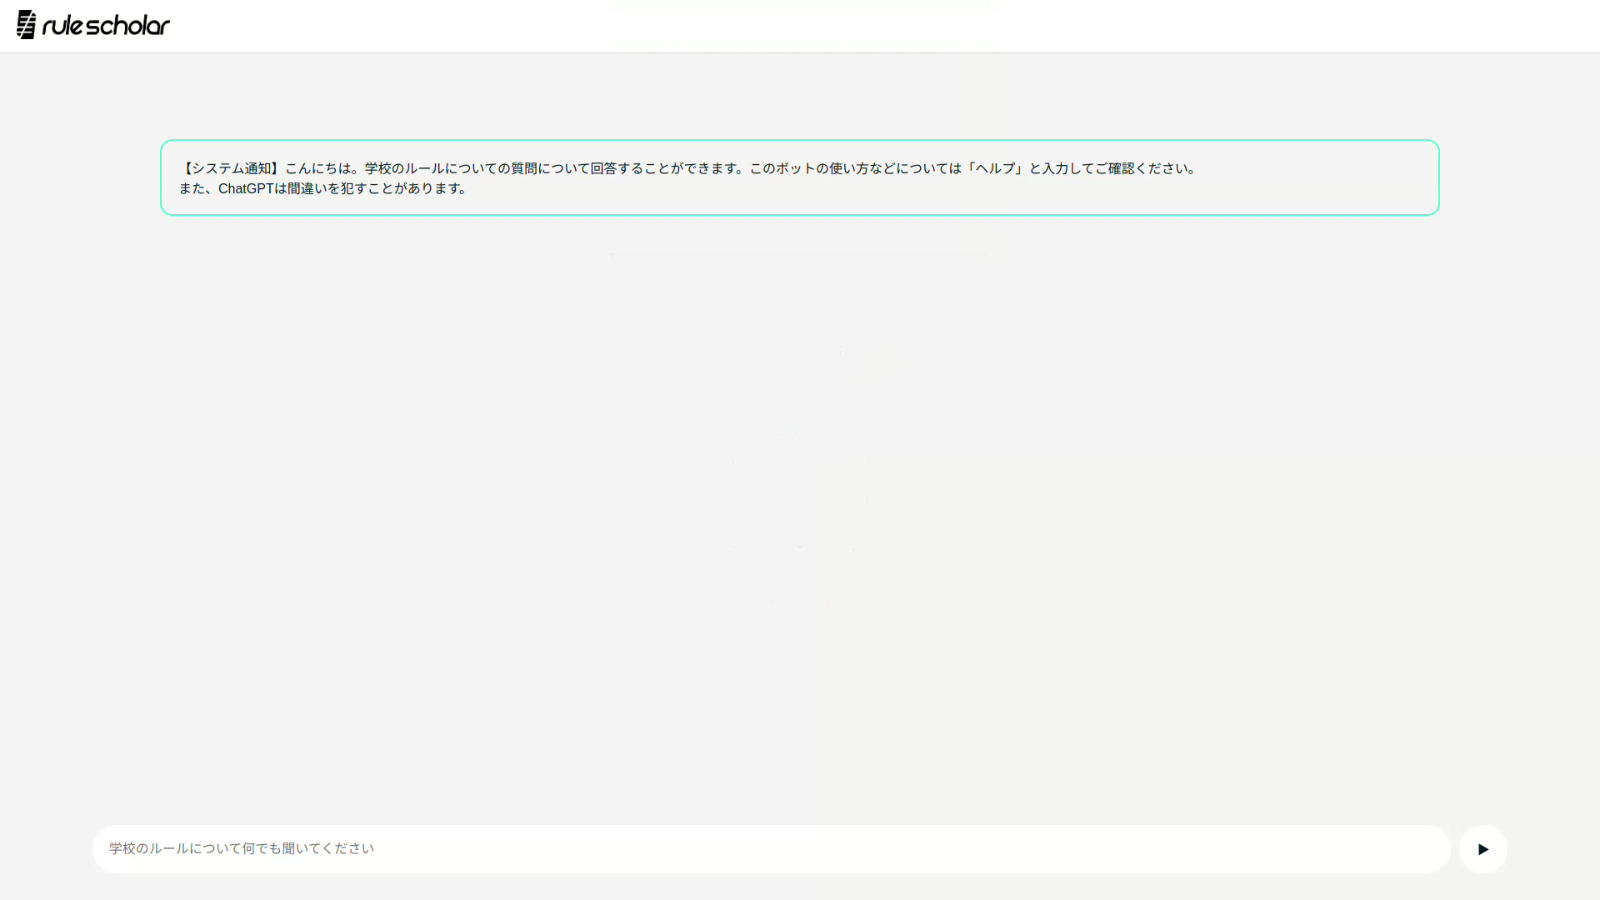 rule scholar
【システム通知】こんにちは。学校のルールについての質問について回答することができます。このボットの使い方などについては「ヘルプ」と入力してご確認ください。
また、ChatGPTは間違いを犯すことがあります。
学校のルールについて何でも聞いてください